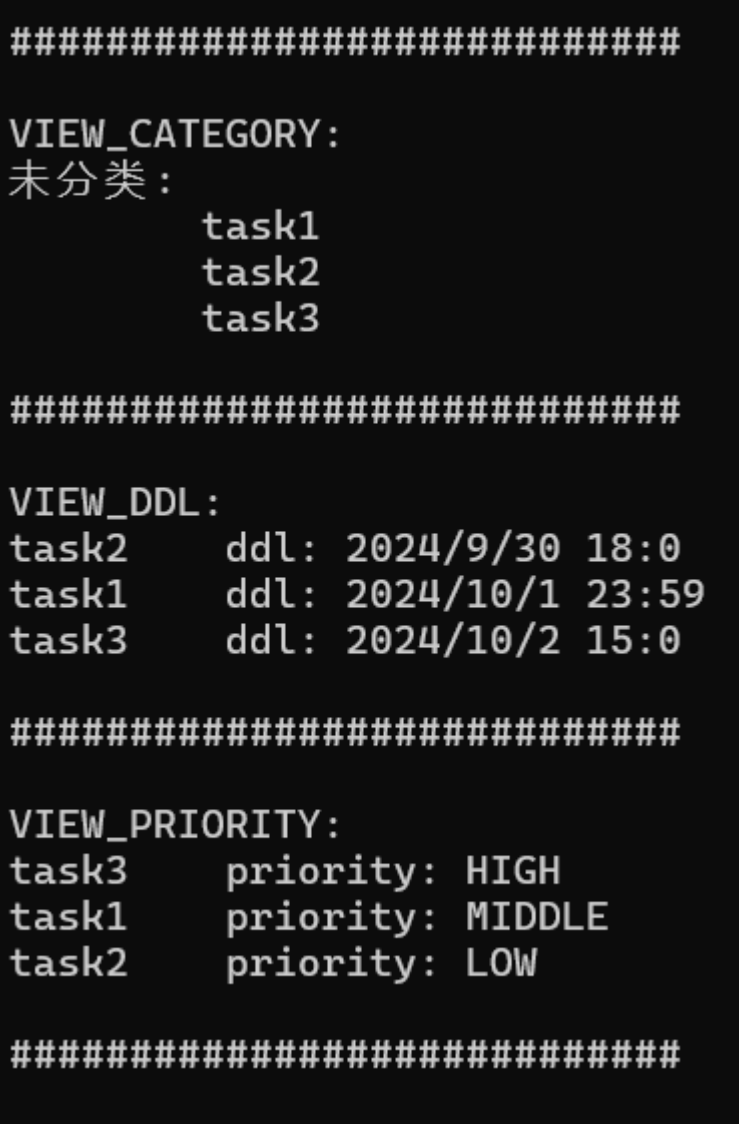 ############################
VIEW_CATEGORY:
未分类:
task1
task2
task3
############################
VIEW_DDL:
task2    ddl: 2024/9/30 18:0
task1    ddl: 2024/10/1 23:59
task3    ddl: 2024/10/2 15:0
############################
VIEW_PRIORITY:
task3    priority: HIGH
task1    priority: MIDDLE
task2    priority: LOW
############################